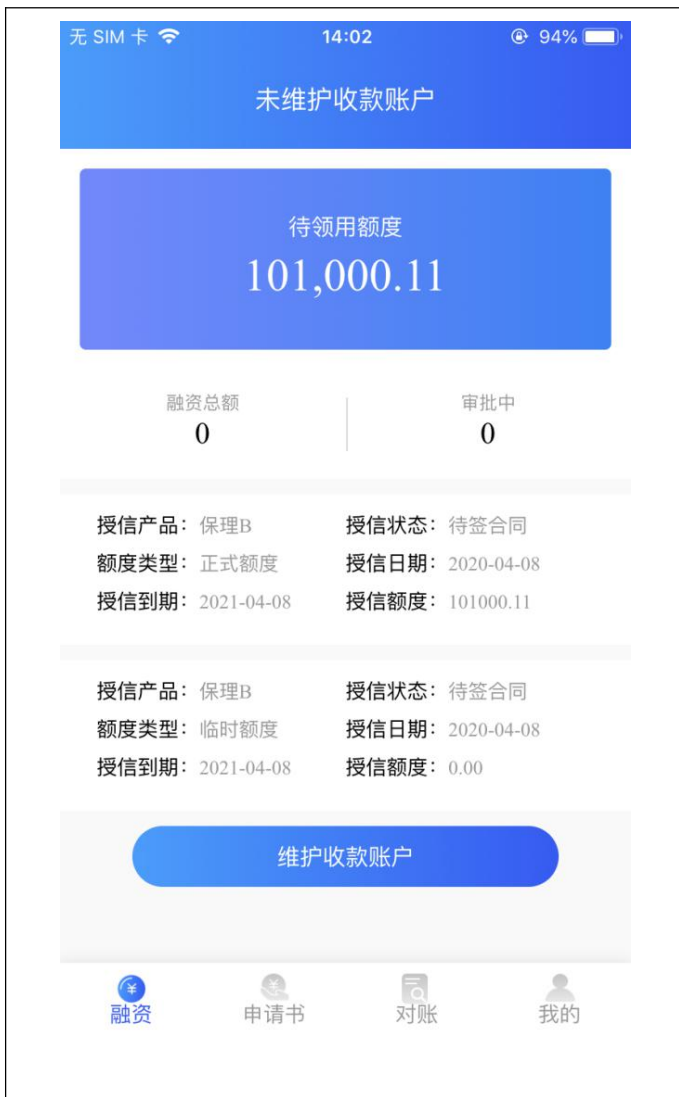 无 SIM 卡 14:02 94%
未维护收款账户
待领用额度
101,000.11
融资总额 审批中
0 0
授信产品：保理B 授信状态：待签合同
额度类型：正式额度 授信日期：2020-04-08
授信到期：2021-04-08 授信额度：101000.11
授信产品：保理B 授信状态：待签合同
额度类型：临时额度 授信日期：2020-04-08
授信到期：2021-04-08 授信额度：0.00
维护收款账户
融资 申请书 对账 我的